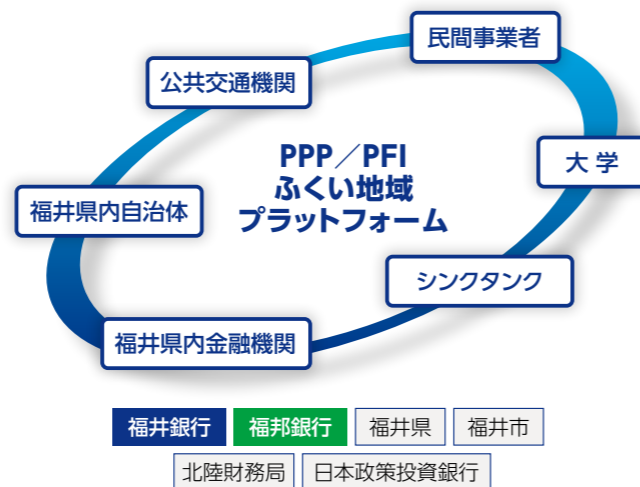 民間事業者
公共交通機関
PPP／PFI
ふくい地域
プラットフォーム
大学
福井県内自治体
シンクタンク
福井県内金融機関
福井銀行 福邦銀行 福井県 福井市
北陸財務局 日本政策投資銀行